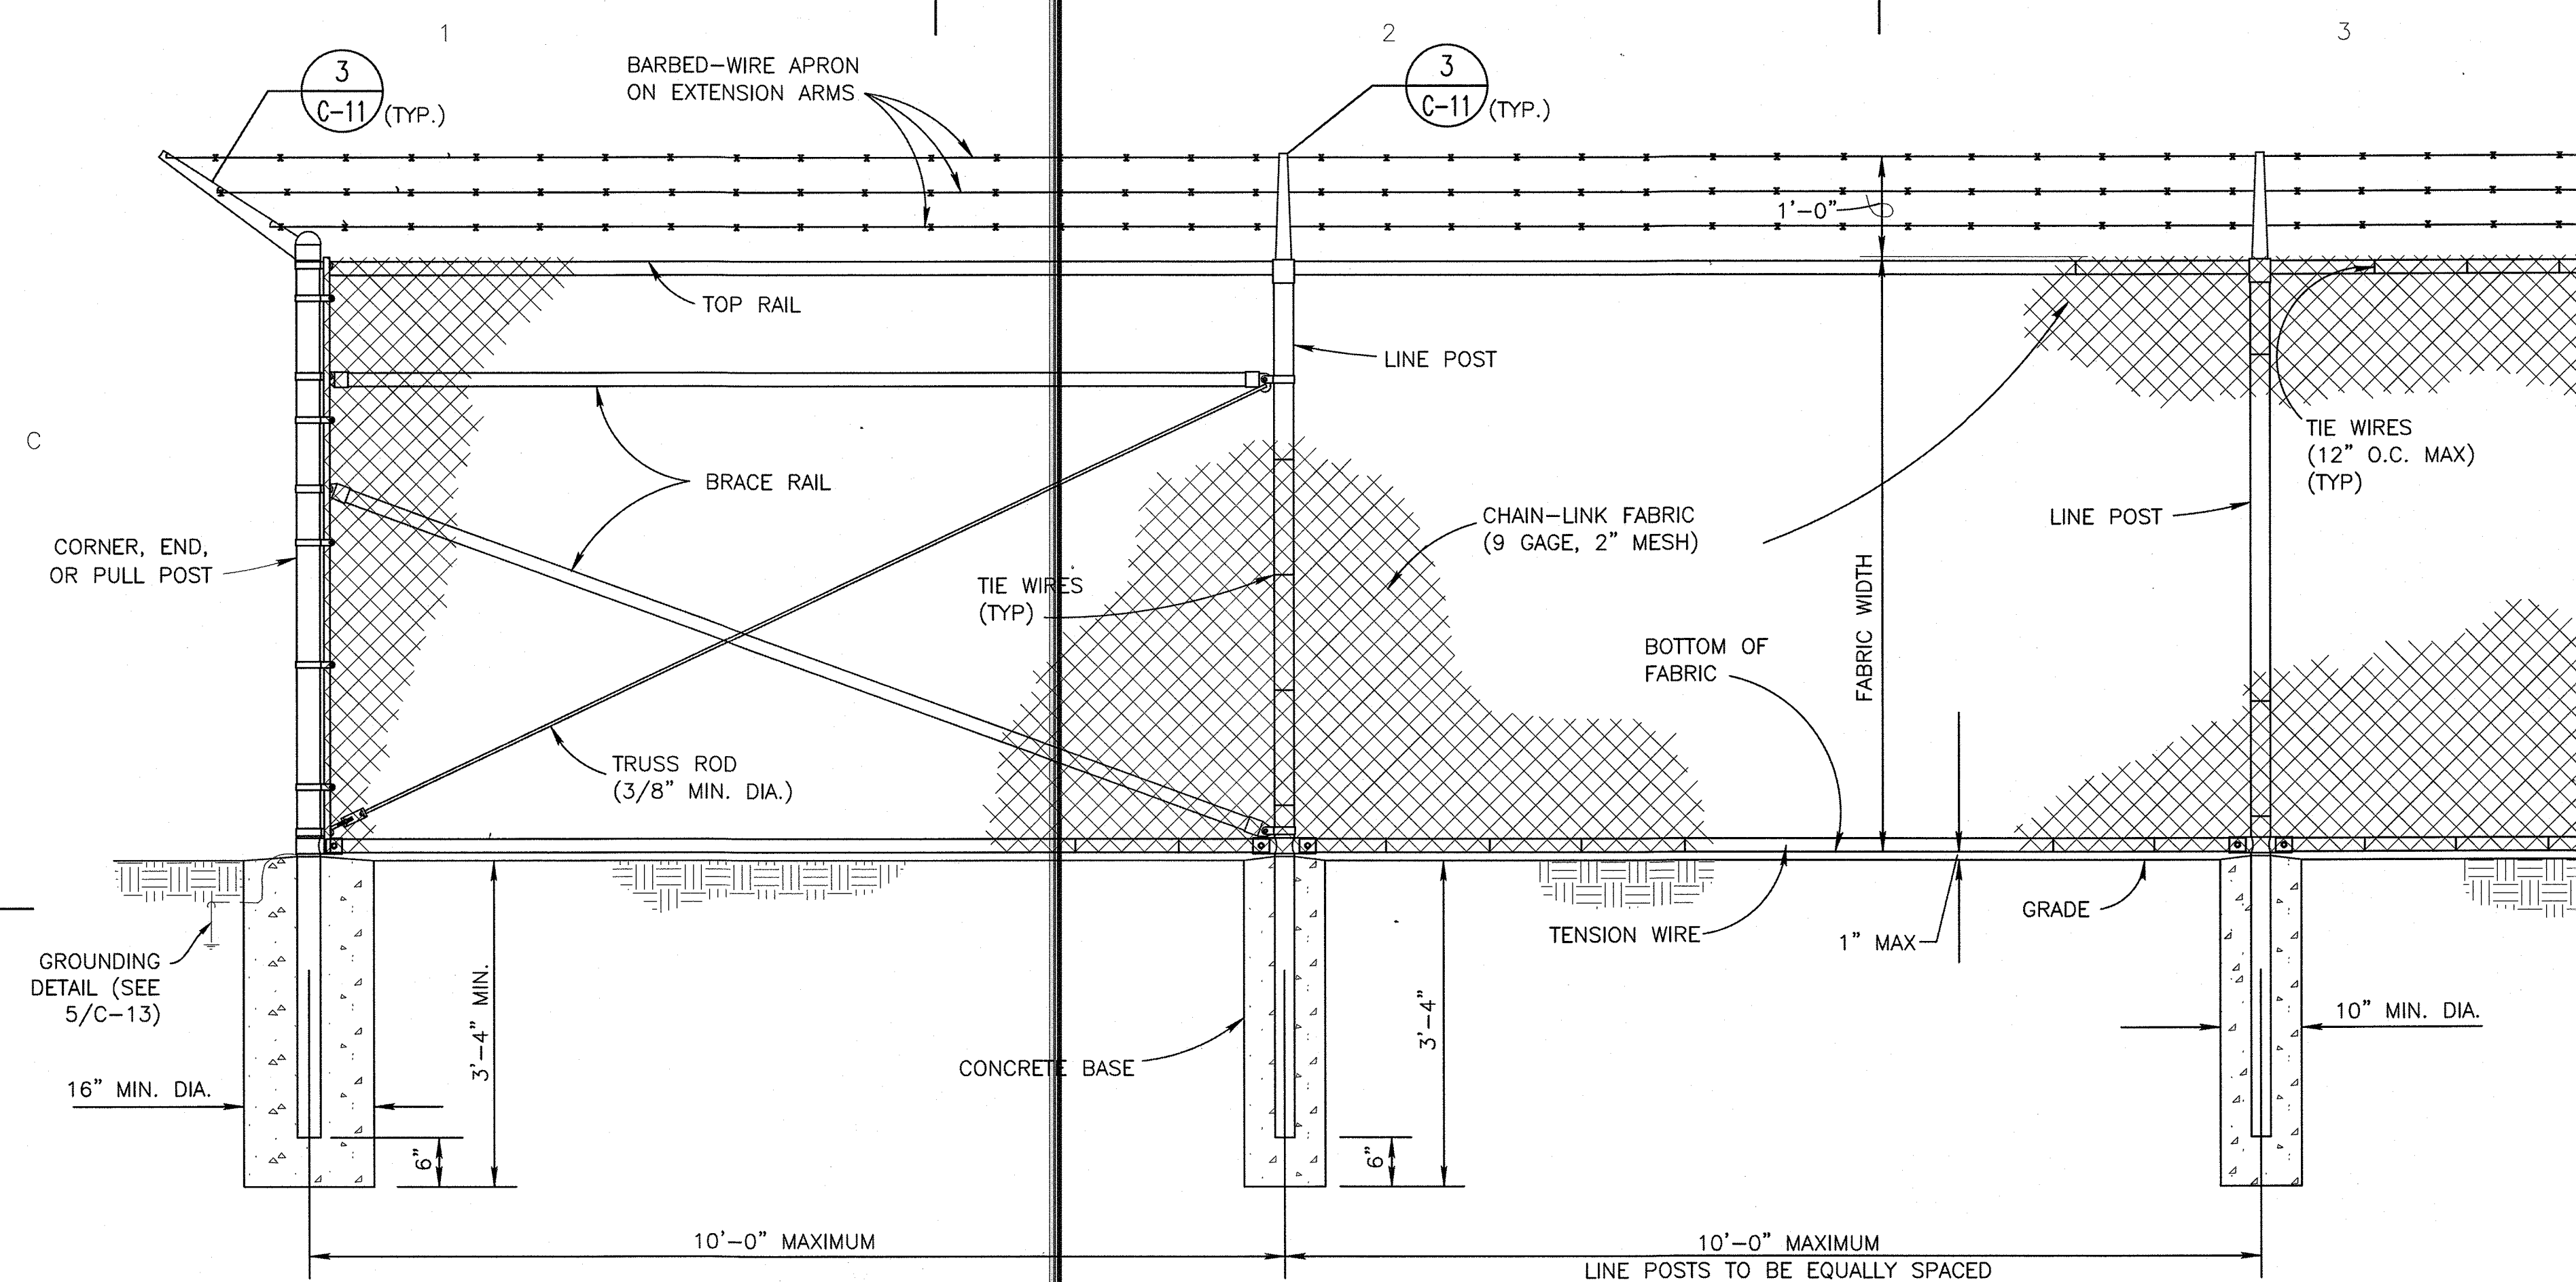 1
2
3
3
C-11
(TYP.)
BARBED-WIRE APRON
ON EXTENSION ARMS
3
C-11
(TYP.)
1'-0"
TOP RAIL
LINE POST
TIE WIRES
(12" O.C. MAX)
(TYP)
C
BRACE RAIL
CHAIN-LINK FABRIC
(9 GAGE, 2" MESH)
LINE POST
CORNER, END,
OR PULL POST
TIE WIRES
(TYP)
FABRIC WIDTH
BOTTOM OF
FABRIC
TRUSS ROD
(3/8" MIN. DIA.)
TENSION WIRE
1" MAX
GRADE
GROUNDING
DETAIL (SEE
5/C-13)
3'-4" MIN.
3'-4"
10" MIN. DIA.
CONCRETE BASE
16" MIN. DIA.
6"
6"
10'-0" MAXIMUM
10'-0" MAXIMUM
LINE POSTS TO BE EQUALLY SPACED